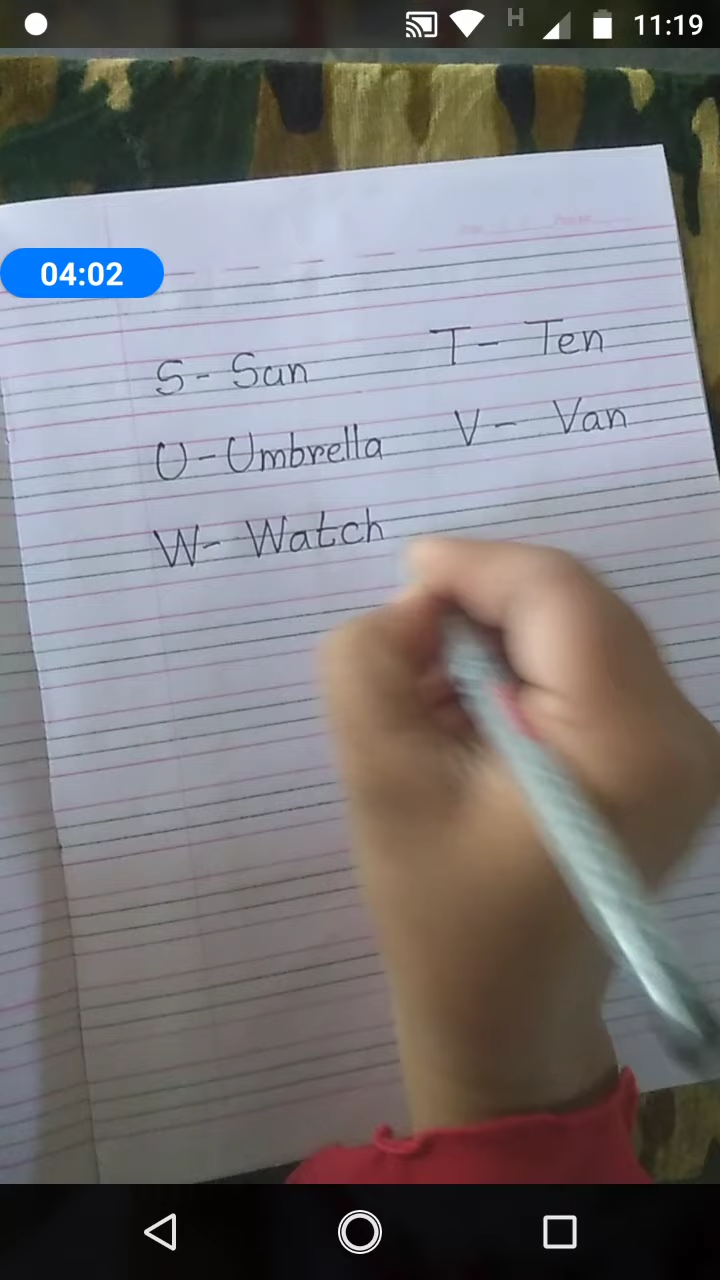 H 11:19
04:02
S - Sun T - Ten
U - Umbrella V - Van
W - Watch